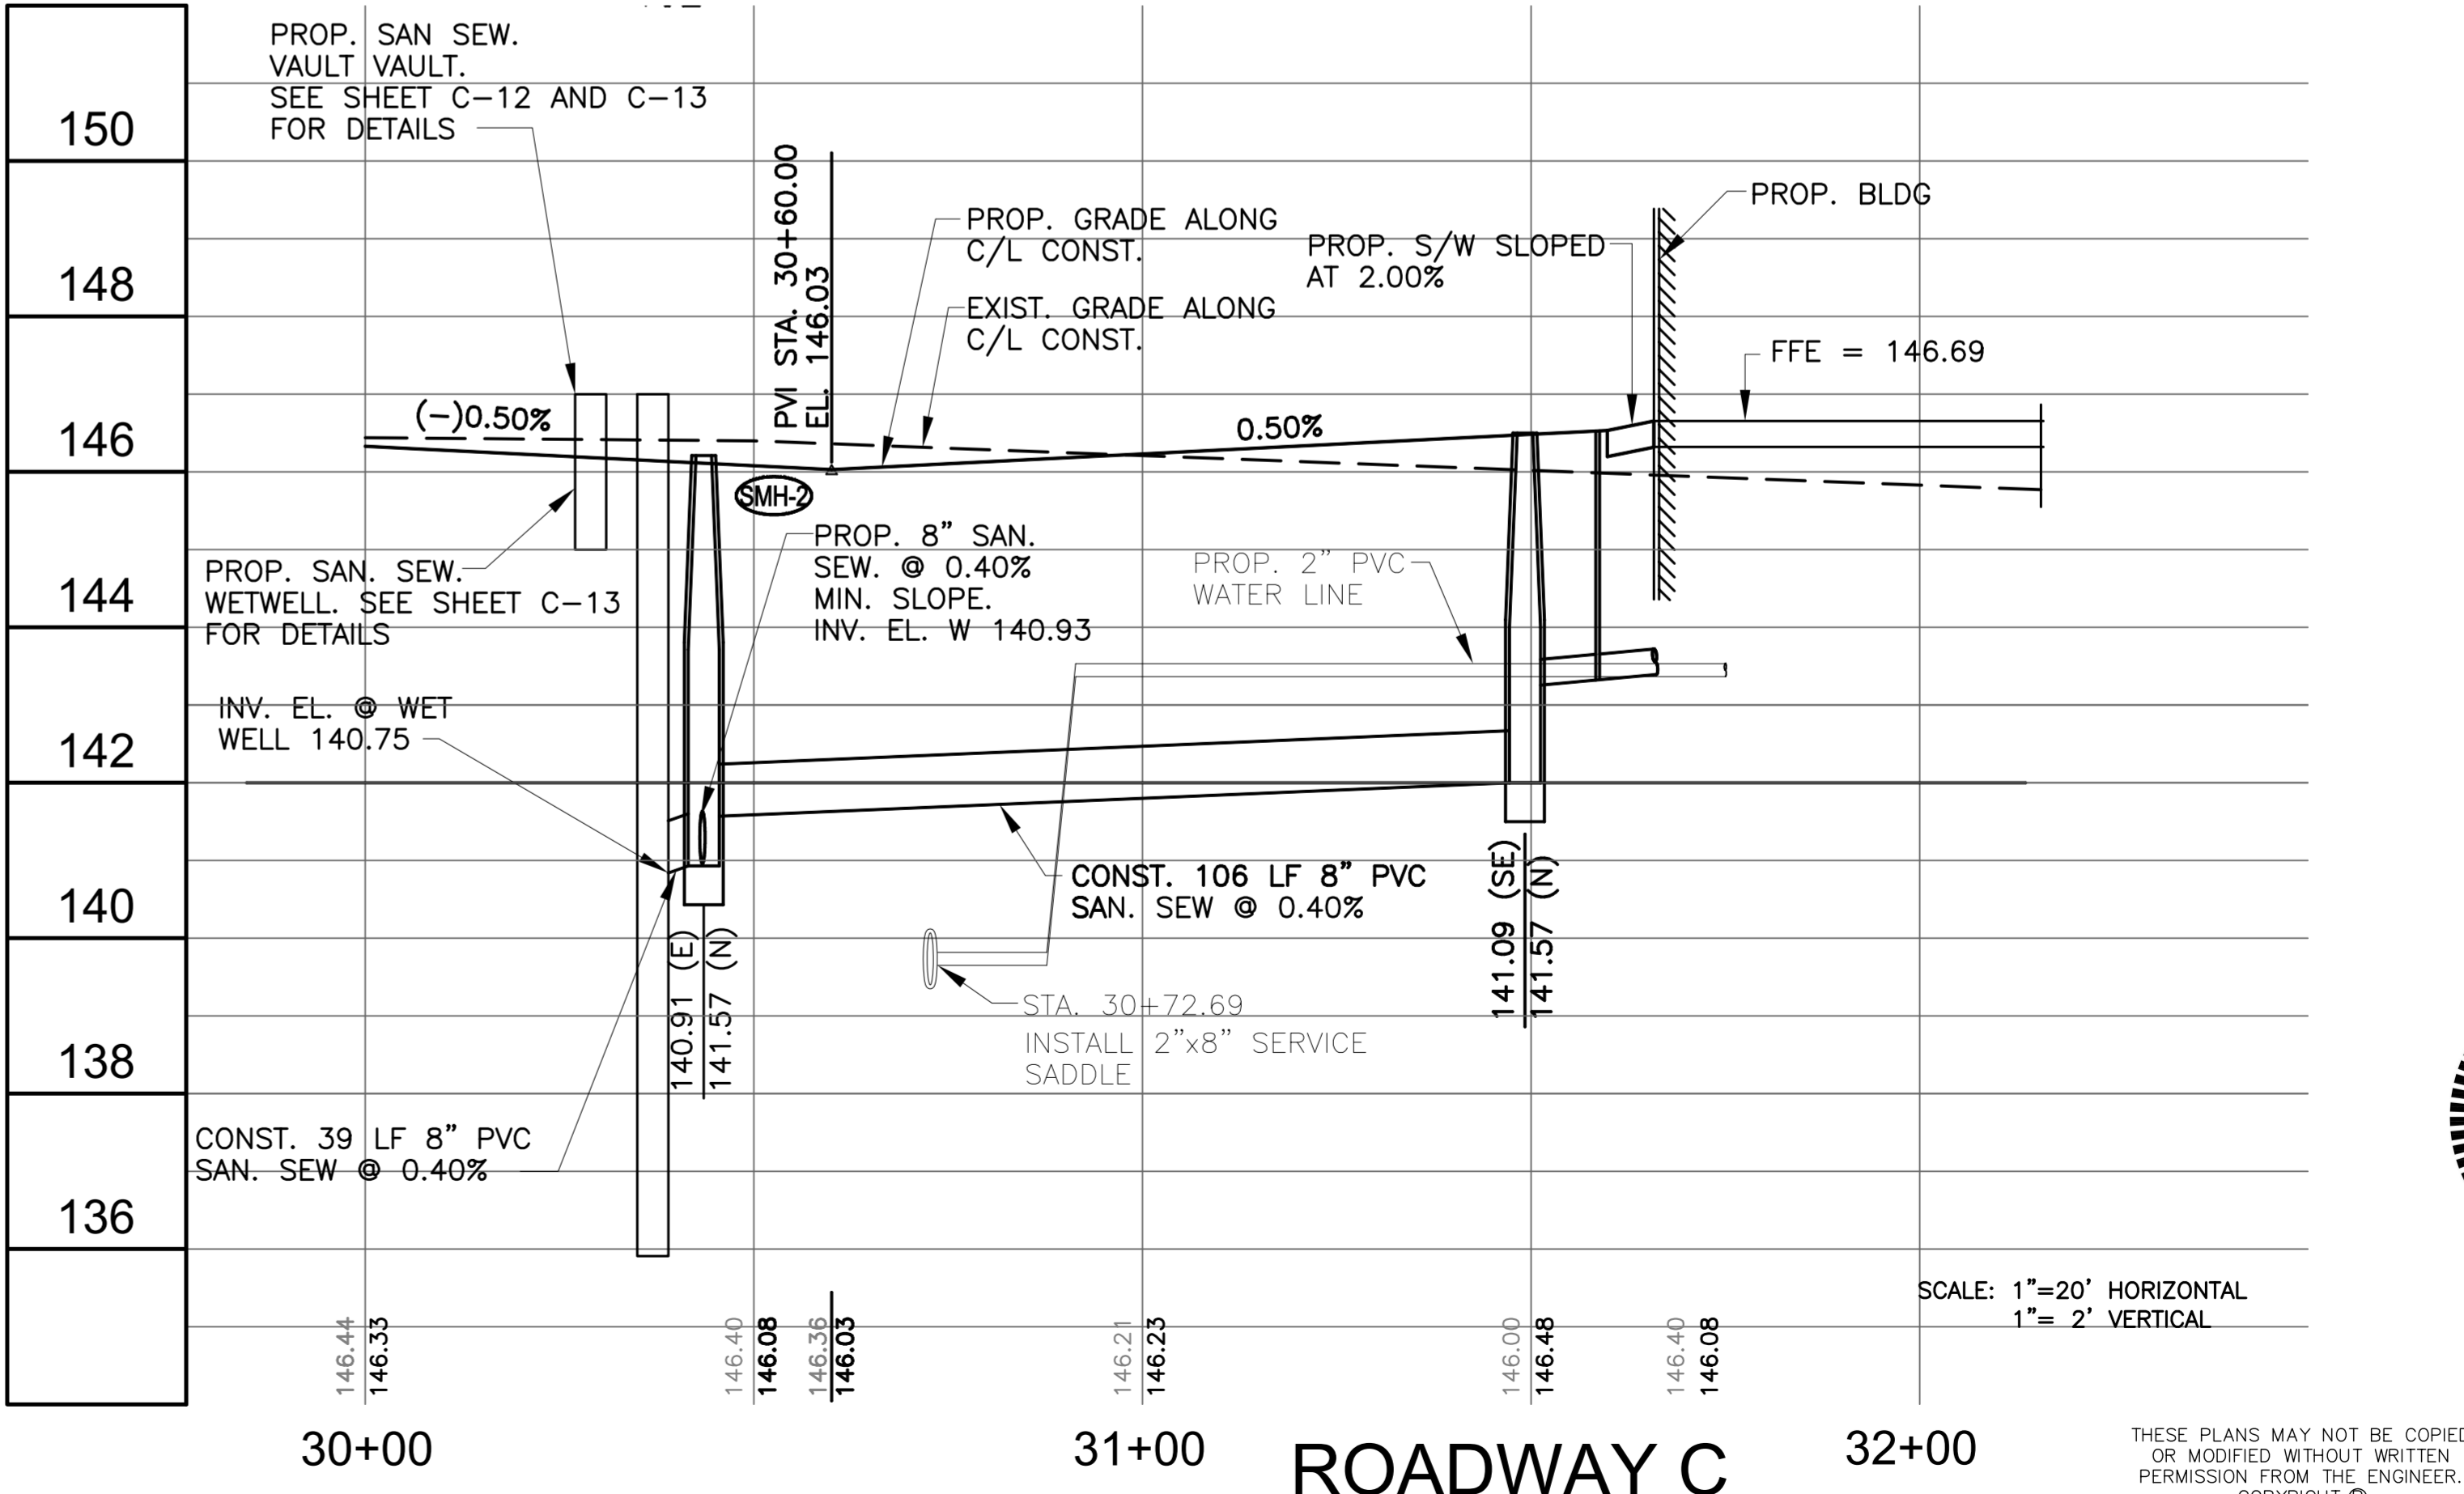 PROP. SAN SEW.
VAULT VAULT.
SEE SHEET C-12 AND C-13
FOR DETAILS
150
148
146
144
142
140
138
136
PVI STA. 30+60.00
EL. 146.03
PROP. GRADE ALONG
C/L CONST.
EXIST. GRADE ALONG
C/L CONST.
PROP. S/W SLOPED
AT 2.00%
PROP. BLDG
FFE = 146.69
(-)0.50%
0.50%
SMH-2
PROP. 8" SAN.
SEW. @ 0.40%
MIN. SLOPE.
INV. EL. W 140.93
PROP. 2" PVC
WATER LINE
PROP. SAN. SEW.
WETWELL. SEE SHEET C-13
FOR DETAILS
INV. EL. @ WET
WELL 140.75
CONST. 106 LF 8" PVC
SAN. SEW @ 0.40%
140.91 (E)
141.57 (N)
141.09 (SE)
141.57 (N)
STA. 30+72.69
INSTALL 2"x8" SERVICE
SADDLE
CONST. 39 LF 8" PVC
SAN. SEW @ 0.40%
SCALE: 1"=20' HORIZONTAL
1"= 2' VERTICAL
146.44
146.33
146.40
146.08
146.36
146.03
146.21
146.23
146.00
146.48
146.40
146.08
30+00
31+00
32+00
ROADWAY C
THESE PLANS MAY NOT BE COPIED
OR MODIFIED WITHOUT WRITTEN
PERMISSION FROM THE ENGINEER.
COPYRIGHT ©